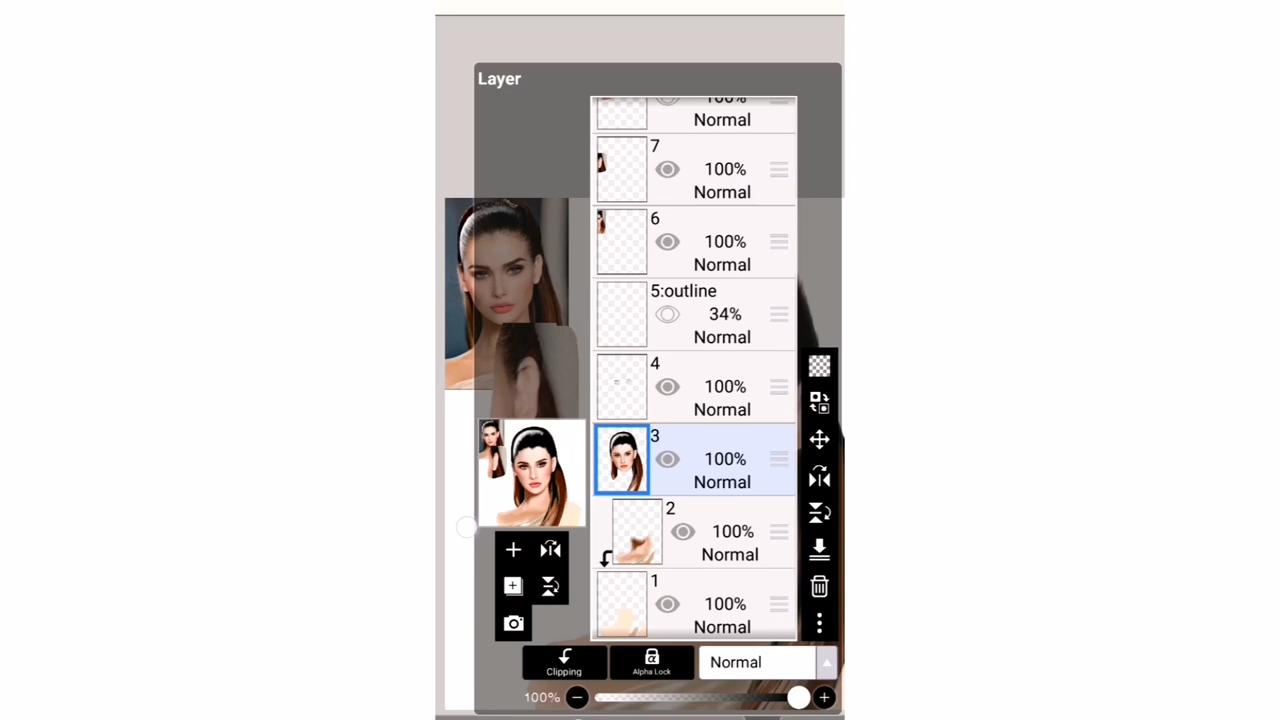 Layer
100%
Normal
7
100%
Normal
6
100%
Normal
5:outline
34%
Normal
4
100%
Normal
3
100%
Normal
2
100%
Normal
1
100%
Normal
Clipping
α
Alpha Lock
Normal
100%